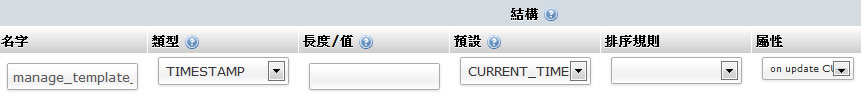 結構
名字 類型 長度/值 預設 排序規則 屬性
manage_template_ TIMESTAMP CURRENT_TIME on update CU